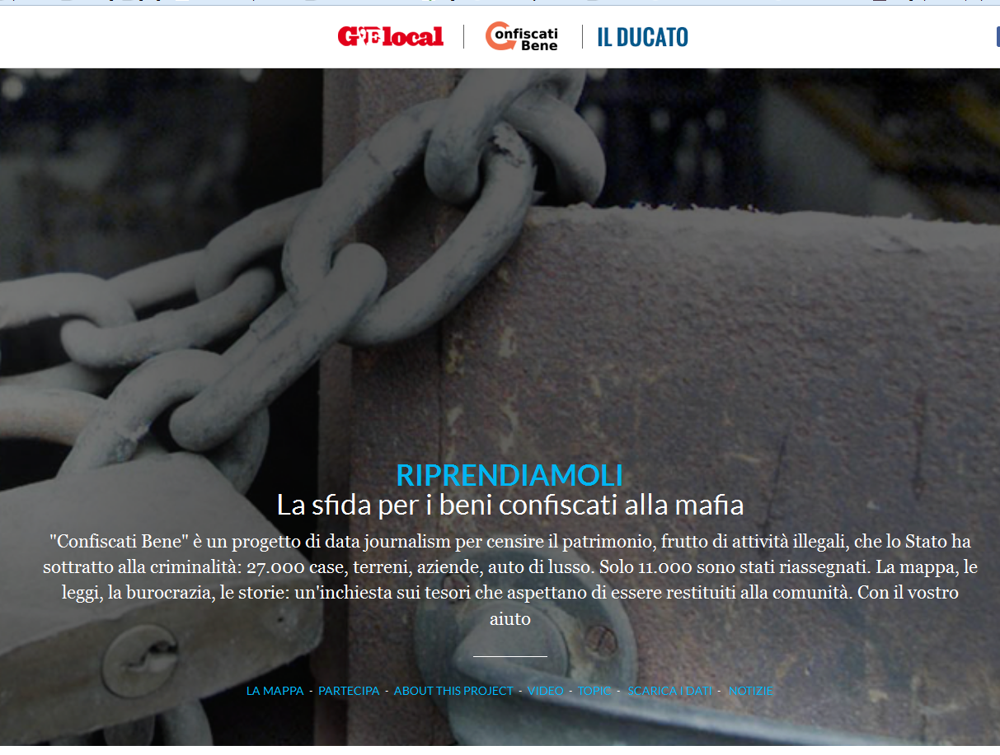 GELOCAL
Confiscati
Bene
IL DUCATO
RIPRENDIAMOLI
La sfida per i beni confiscati alla mafia
"Confiscati Bene" è un progetto di data journalism per censire il patrimonio, frutto di attività illegali, che lo Stato ha
sottratto alla criminalità: 27.000 case, terreni, aziende, auto di lusso. Solo 11.000 sono stati riassegnati. La mappa, le
leggi, la burocrazia, le storie: un'inchiesta sui tesori che aspettano di essere restituiti alla comunità. Con il vostro
aiuto
LA MAPPA - PARTECIPA - ABOUT THIS PROJECT - VIDEO - TOPIC - SCARICA I DATI - NOTIZIE